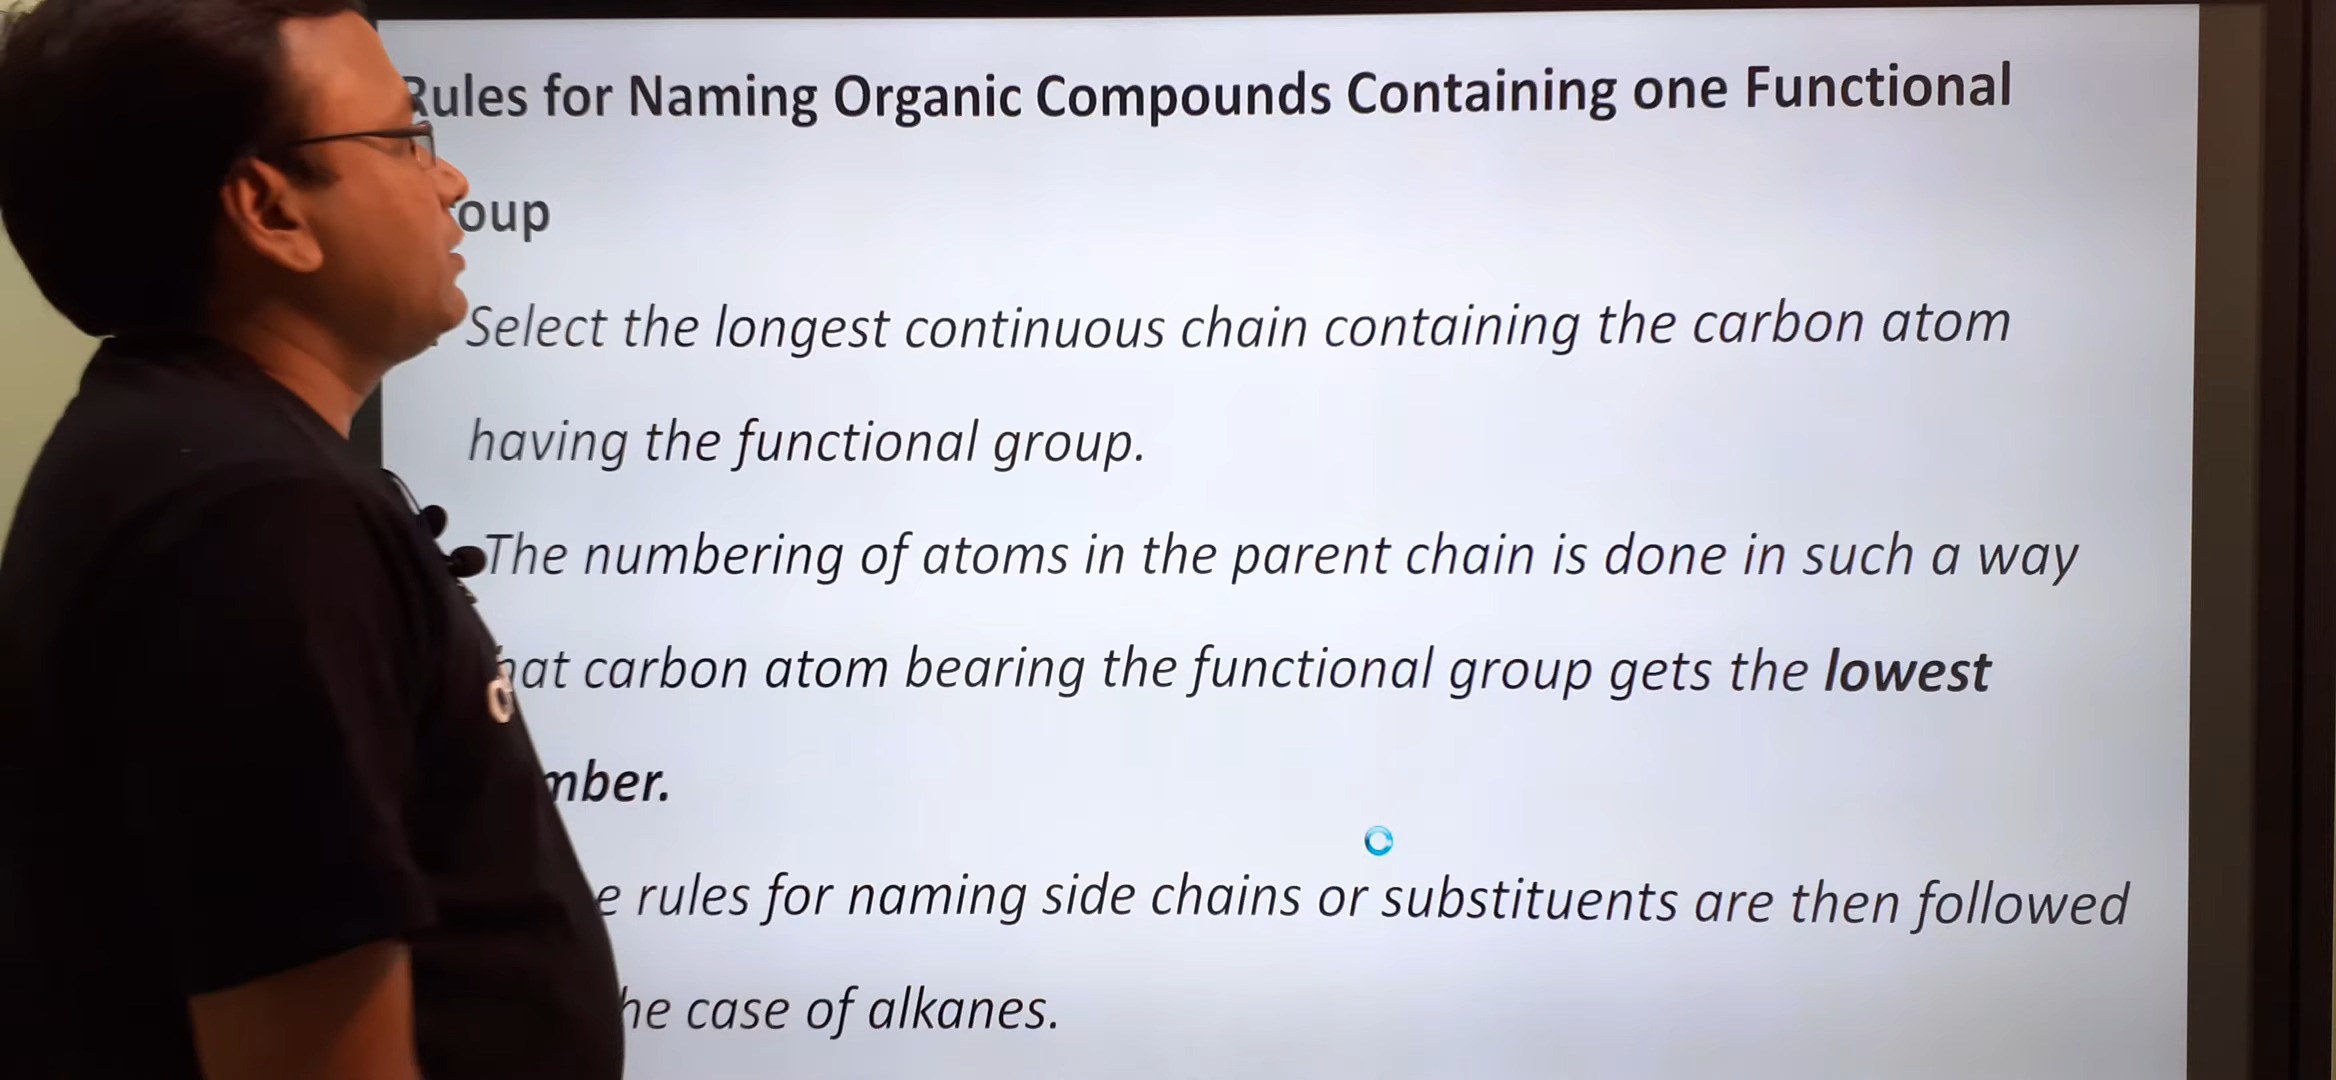 Rules for Naming Organic Compounds Containing one Functional
oup
Select the longest continuous chain containing the carbon atom
having the functional group.
The numbering of atoms in the parent chain is done in such a way
hat carbon atom bearing the functional group gets the lowest
mber.
e rules for naming side chains or substituents are then followed
he case of alkanes.